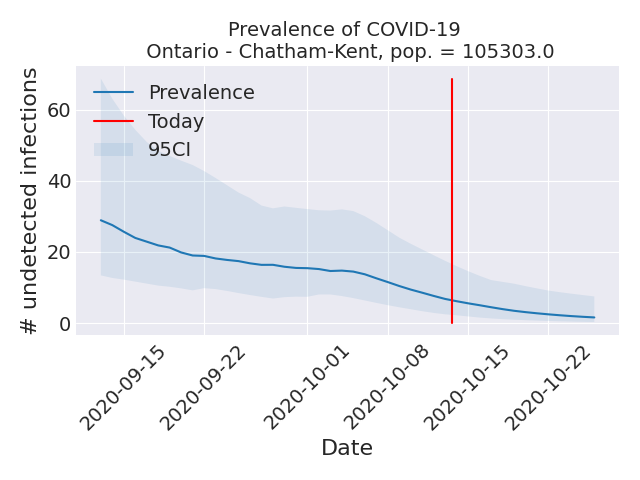 Prevalence of COVID-19
Ontario - Chatham-Kent, pop. = 105303.0
# undetected infections
60
40
20
0
Prevalence
Today
95CI
2020-09-15
2020-09-22
2020-10-01
2020-10-08
2020-10-15
2020-10-22
Date